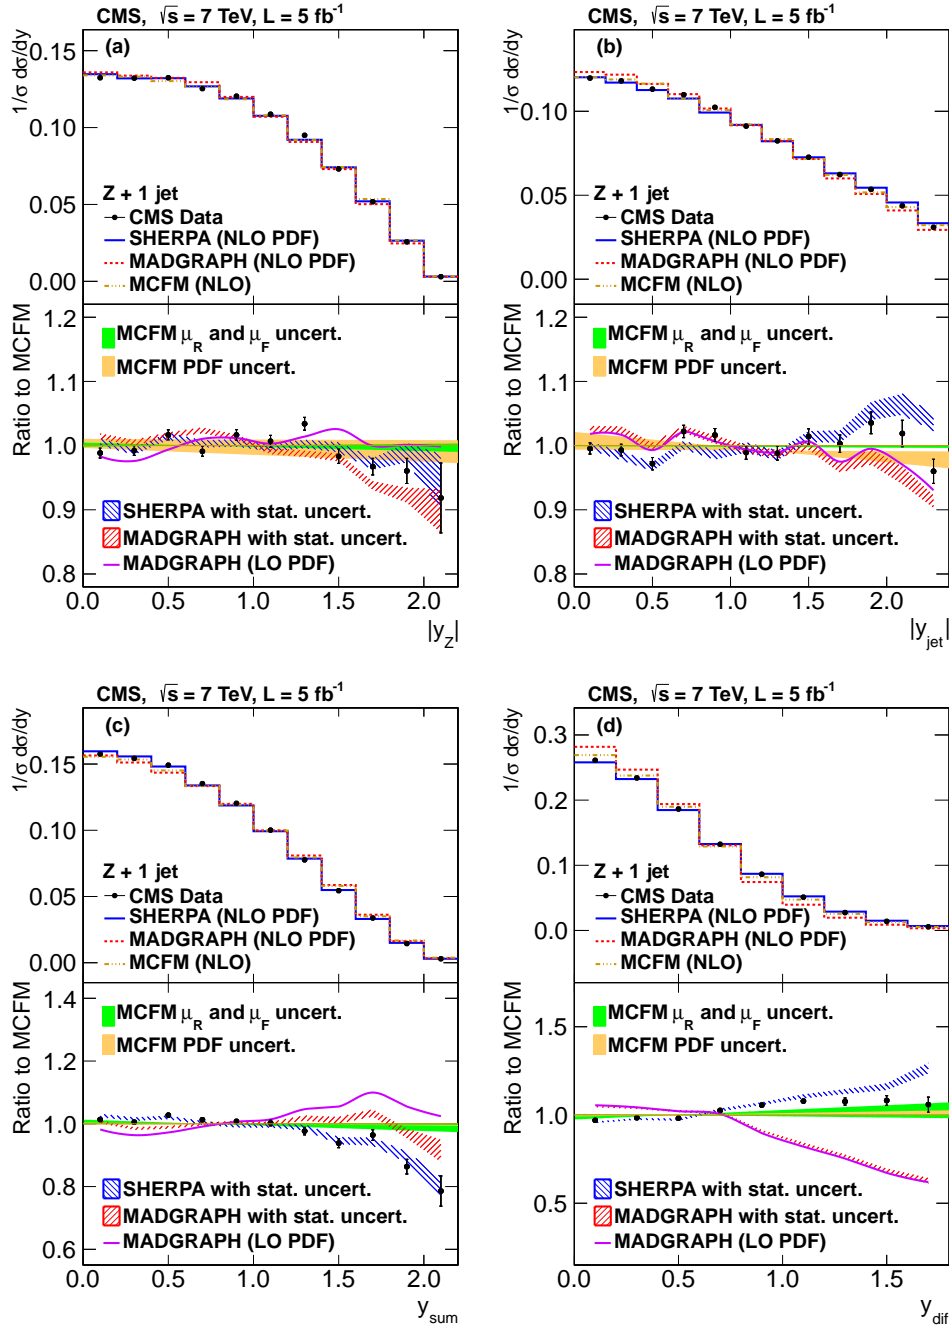 CMS, √s = 7 TeV, L = 5 fb⁻¹
(a)
1/σ dσ/dy
0.15
0.10
0.05
0.00
Z + 1 jet
CMS Data
SHERPA (NLO PDF)
MADGRAPH (NLO PDF)
MCFM (NLO)
Ratio to MCFM
1.2
1.1
1.0
0.9
0.8
MCFM μ_R and μ_F uncert.
MCFM PDF uncert.
SHERPA with stat. uncert.
MADGRAPH with stat. uncert.
MADGRAPH (LO PDF)
0.0 0.5 1.0 1.5 2.0
|y_Z|
CMS, √s = 7 TeV, L = 5 fb⁻¹
(b)
1/σ dσ/dy
0.15
0.10
0.05
0.00
Z + 1 jet
CMS Data
SHERPA (NLO PDF)
MADGRAPH (NLO PDF)
MCFM (NLO)
Ratio to MCFM
1.2
1.1
1.0
0.9
0.8
MCFM μ_R and μ_F uncert.
MCFM PDF uncert.
SHERPA with stat. uncert.
MADGRAPH with stat. uncert.
MADGRAPH (LO PDF)
0.0 0.5 1.0 1.5 2.0
|y_jet|
CMS, √s = 7 TeV, L = 5 fb⁻¹
(c)
1/σ dσ/dy
0.15
0.10
0.05
0.00
Z + 1 jet
CMS Data
SHERPA (NLO PDF)
MADGRAPH (NLO PDF)
MCFM (NLO)
Ratio to MCFM
1.4
1.2
1.0
0.8
0.6
MCFM μ_R and μ_F uncert.
MCFM PDF uncert.
SHERPA with stat. uncert.
MADGRAPH with stat. uncert.
MADGRAPH (LO PDF)
0.0 0.5 1.0 1.5 2.0
y_sum
CMS, √s = 7 TeV, L = 5 fb⁻¹
(d)
1/σ dσ/dy
0.3
0.2
0.1
0.0
Z + 1 jet
CMS Data
SHERPA (NLO PDF)
MADGRAPH (NLO PDF)
MCFM (NLO)
Ratio to MCFM
1.5
1.0
0.5
MCFM μ_R and μ_F uncert.
MCFM PDF uncert.
SHERPA with stat. uncert.
MADGRAPH with stat. uncert.
MADGRAPH (LO PDF)
0.0 0.5 1.0 1.5
y_dif